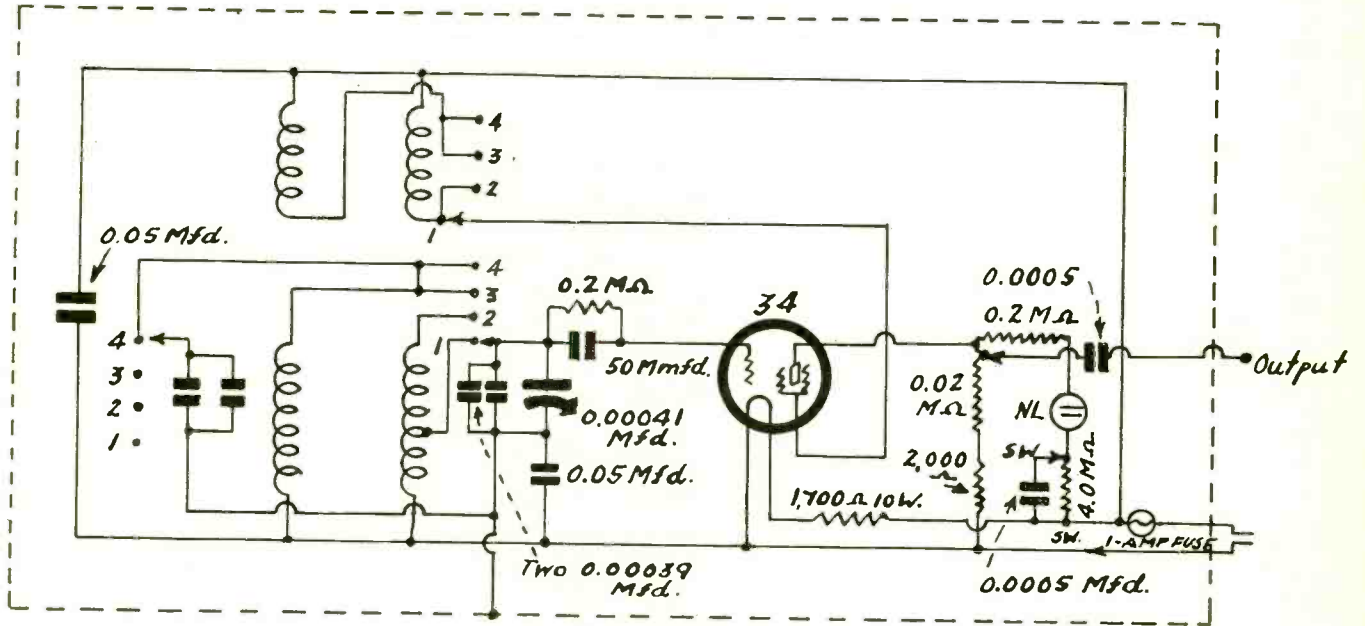 4
3
2
1
0.05 Mfd.
4
3
2
1
4
3
2
1
0.2 MΩ
50 Mmfd.
0.00041
Mfd.
0.05 Mfd.
Two 0.00039
Mfd.
34
1,700 Ω 10 W.
0.0005
0.2 MΩ
Output
0.02
MΩ
NL
SW.
4.0 MΩ
2,000
Ω
SW.
1-AMP FUSE
0.0005 Mfd.